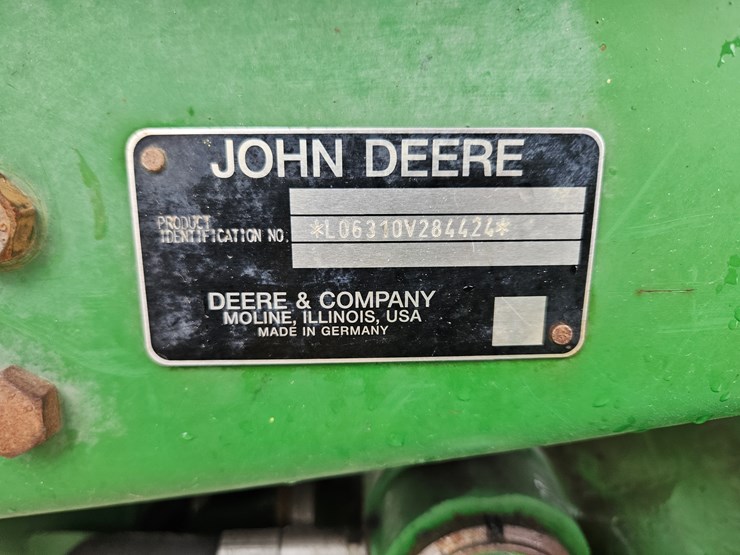 JOHN DEERE
PRODUCT
IDENTIFICATION NO. *L06310V284424*
DEERE & COMPANY
MOLINE, ILLINOIS, USA
MADE IN GERMANY